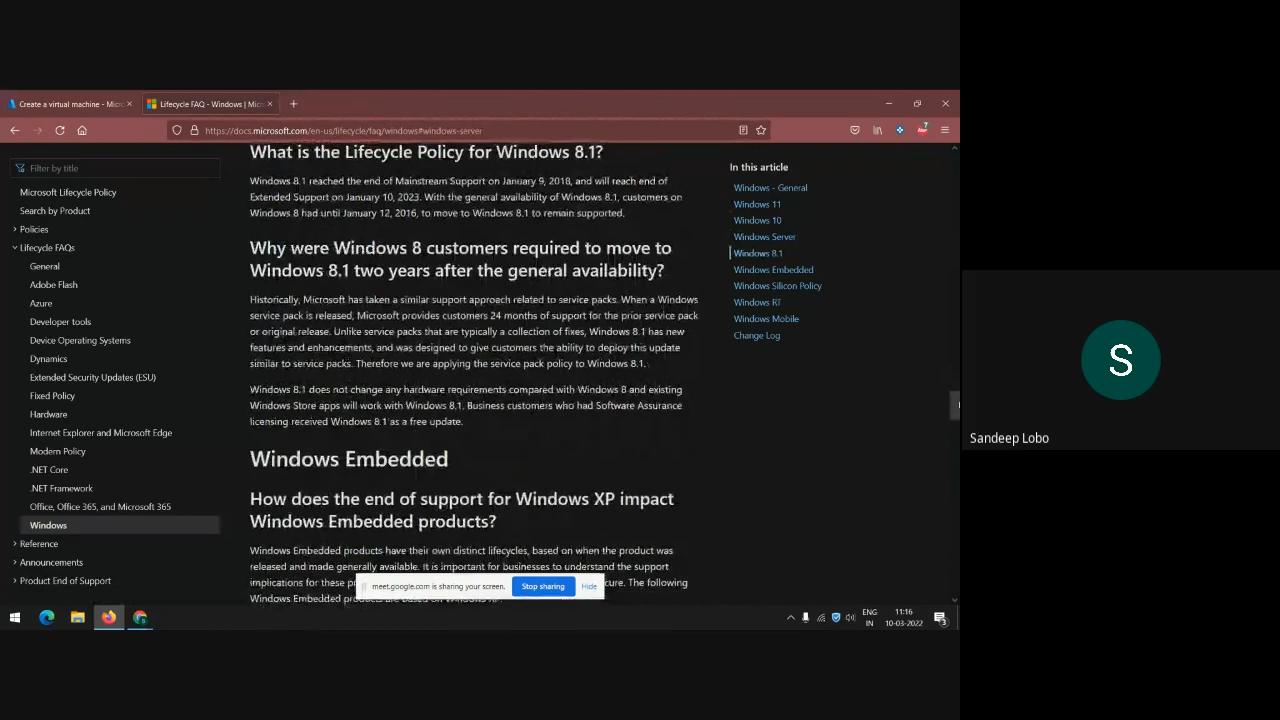 Create a virtual machine - Micro
Lifecycle FAQ - Windows | Micro
https://docs.microsoft.com/en-us/lifecycle/faq/windows#windows-server
7
Filter by title
Microsoft Lifecycle Policy
Search by Product
Policies
Lifecycle FAQs
General
Adobe Flash
Azure
Developer tools
Device Operating Systems
Dynamics
Extended Security Updates (ESU)
Fixed Policy
Hardware
Internet Explorer and Microsoft Edge
Modern Policy
.NET Core
.NET Framework
Office, Office 365, and Microsoft 365
Windows
Reference
Announcements
Product End of Support
What is the Lifecycle Policy for Windows 8.1?
Windows 8.1 reached the end of Mainstream Support on January 9, 2018, and will reach end of
Extended Support on January 10, 2023. With the general availability of Windows 8.1, customers on
Windows 8 had until January 12, 2016, to move to Windows 8.1 to remain supported.
Why were Windows 8 customers required to move to
Windows 8.1 two years after the general availability?
Historically, Microsoft has taken a similar support approach related to service packs. When a Windows
service pack is released, Microsoft provides customers 24 months of support for the prior service pack
or original release. Unlike service packs that are typically a collection of fixes, Windows 8.1 has new
features and enhancements, and was designed to give customers the ability to deploy this update
similar to service packs. Therefore we are applying the service pack policy to Windows 8.1.
Windows 8.1 does not change any hardware requirements compared with Windows 8 and existing
Windows Store apps will work with Windows 8.1. Business customers who had Software Assurance
licensing received Windows 8.1 as a free update.
Windows Embedded
How does the end of support for Windows XP impact
Windows Embedded products?
Windows Embedded products have their own distinct lifecycles, based on when the product was
released and made generally available. It is important for businesses to understand the support
implications for these pr cure. The following
Windows Embedded products are based on Windows XP.
In this article
Windows - General
Windows 11
Windows 10
Windows Server
Windows 8.1
Windows Embedded
Windows Silicon Policy
Windows RT
Windows Mobile
Change Log
meet.google.com is sharing your screen.
Stop sharing
Hide
ENG
IN
11:16
10-03-2022
3
S
Sandeep Lobo